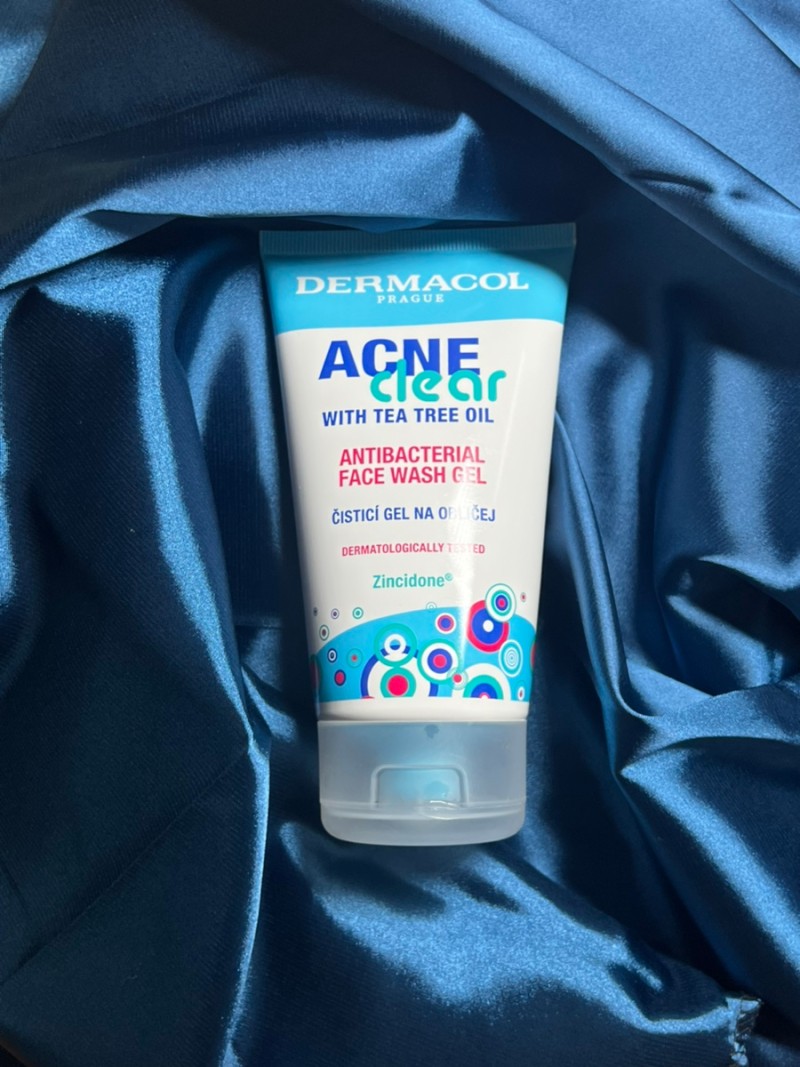 DERMACOL
PRAGUE
ACNE
clear
WITH TEA TREE OIL
ANTIBACTERIAL
FACE WASH GEL
ČISTICÍ GEL NA OBLIČEJ
DERMATOLOGICALLY TESTED
Zincidone®